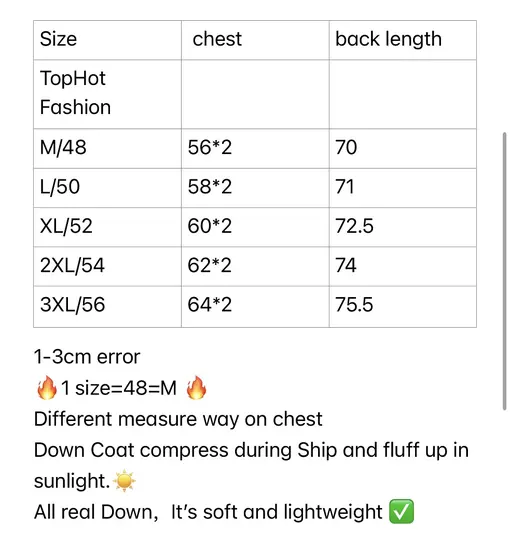 Size chest back length
TopHot
Fashion
M/48 56*2 70
L/50 58*2 71
XL/52 60*2 72.5
2XL/54 62*2 74
3XL/56 64*2 75.5
1-3cm error
🔥1 size=48=M 🔥
Different measure way on chest
Down Coat compress during Ship and fluff up in
sunlight.☀️
All real Down，It's soft and lightweight ✅